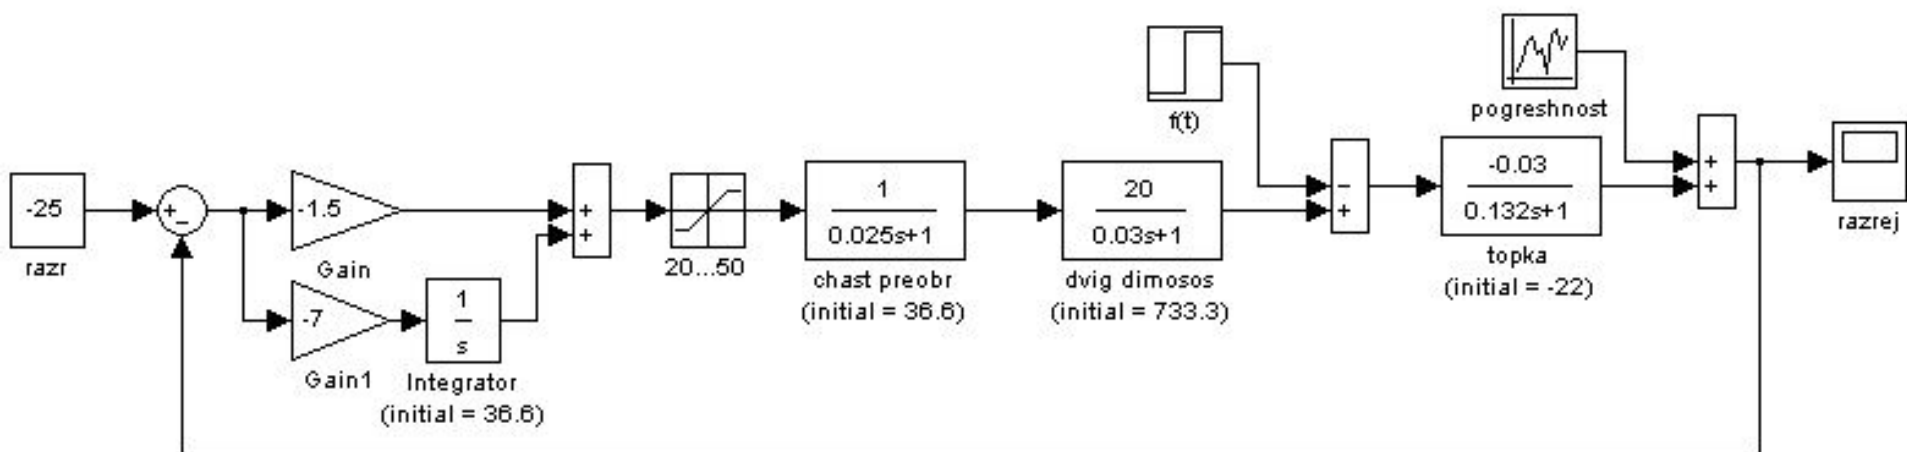 -25
razr
+
-
-1.5
Gain
-7
Gain1
1
s
Integrator
(initial = 36.6)
+
+
20...50
1
0.025s+1
chast preobr
(initial = 36.6)
20
0.03s+1
dvig dimosos
(initial = 733.3)
f(t)
-
+
-0.03
0.132s+1
topka
(initial = -22)
pogreshnost
+
+
razrej